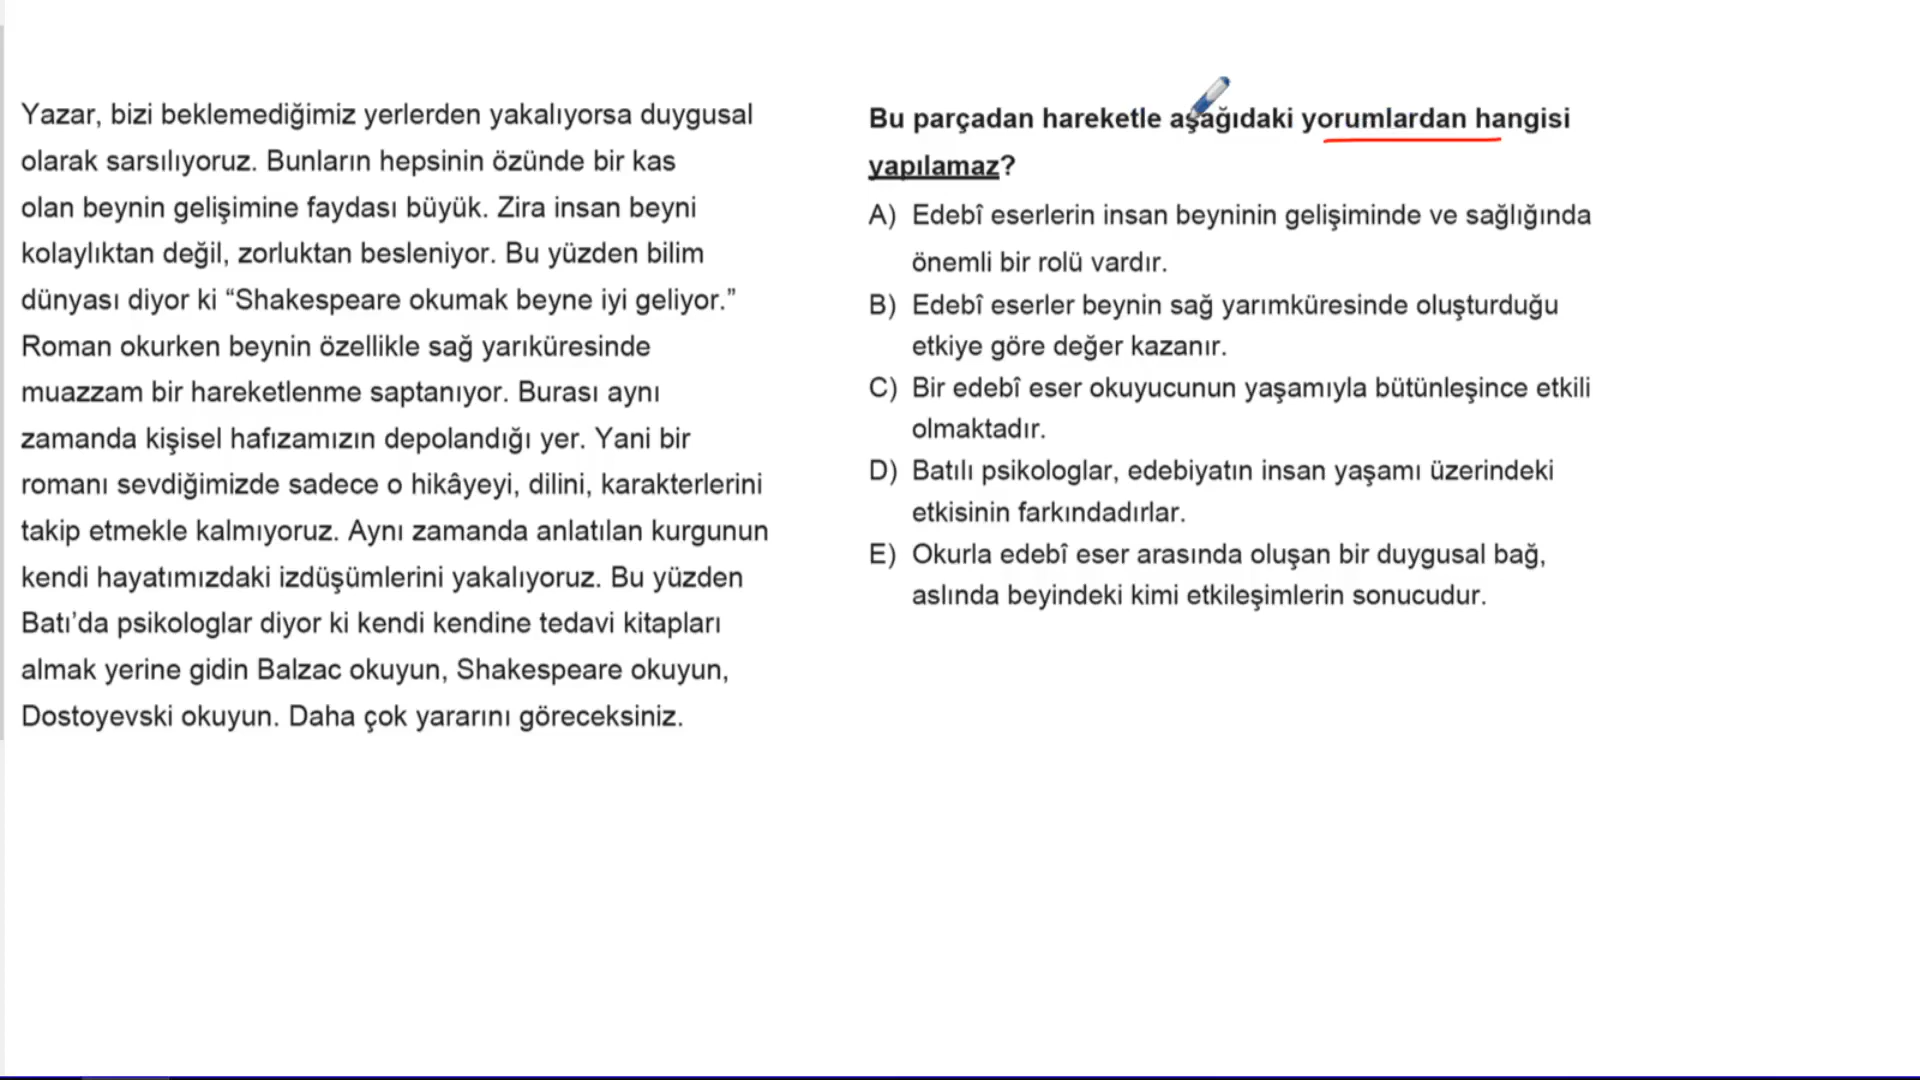 Yazar, bizi beklemediğimiz yerlerden yakalıyorsa duygusal
olarak sarsılıyoruz. Bunların hepsinin özünde bir kas
olan beynin gelişimine faydası büyük. Zira insan beyni
kolaylıktan değil, zorluktan besleniyor. Bu yüzden bilim
dünyası diyor ki “Shakespeare okumak beyne iyi geliyor.”
Roman okurken beynin özellikle sağ yarıküresinde
muazzam bir hareketlenme saptanıyor. Burası aynı
zamanda kişisel hafızamızın depolandığı yer. Yani bir
romanı sevdiğimizde sadece o hikâyeyi, dilini, karakterlerini
takip etmekle kalmıyoruz. Aynı zamanda anlatılan kurgunun
kendi hayatımızdaki izdüşümlerini yakalıyoruz. Bu yüzden
Batı’da psikologlar diyor ki kendi kendine tedavi kitapları
almak yerine gidin Balzac okuyun, Shakespeare okuyun,
Dostoyevski okuyun. Daha çok yararını göreceksiniz.
Bu parçadan hareketle aşağıdaki yorumlardan hangisi
yapılamaz?
A) Edebî eserlerin insan beyninin gelişiminde ve sağlığında
önemli bir rolü vardır.
B) Edebî eserler beynin sağ yarımküresinde oluşturduğu
etkiye göre değer kazanır.
C) Bir edebî eser okuyucunun yaşamıyla bütünleşince etkili
olmaktadır.
D) Batılı psikologlar, edebiyatın insan yaşamı üzerindeki
etkisinin farkındadırlar.
E) Okurla edebî eser arasında oluşan bir duygusal bağ,
aslında beyindeki kimi etkileşimlerin sonucudur.